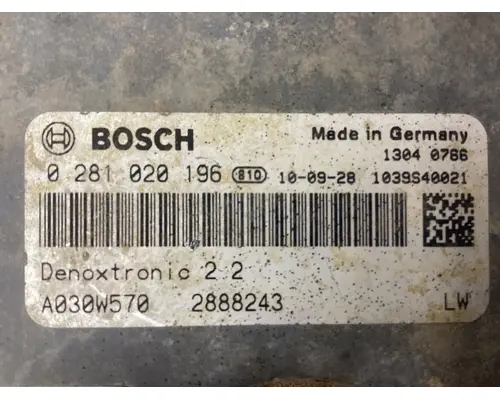 BOSCH Made in Germany
1304 0766
0 281 020 196 810 10-09-28 1039S40021
Denoxtronic 2.2
A030W570 2888243 LW